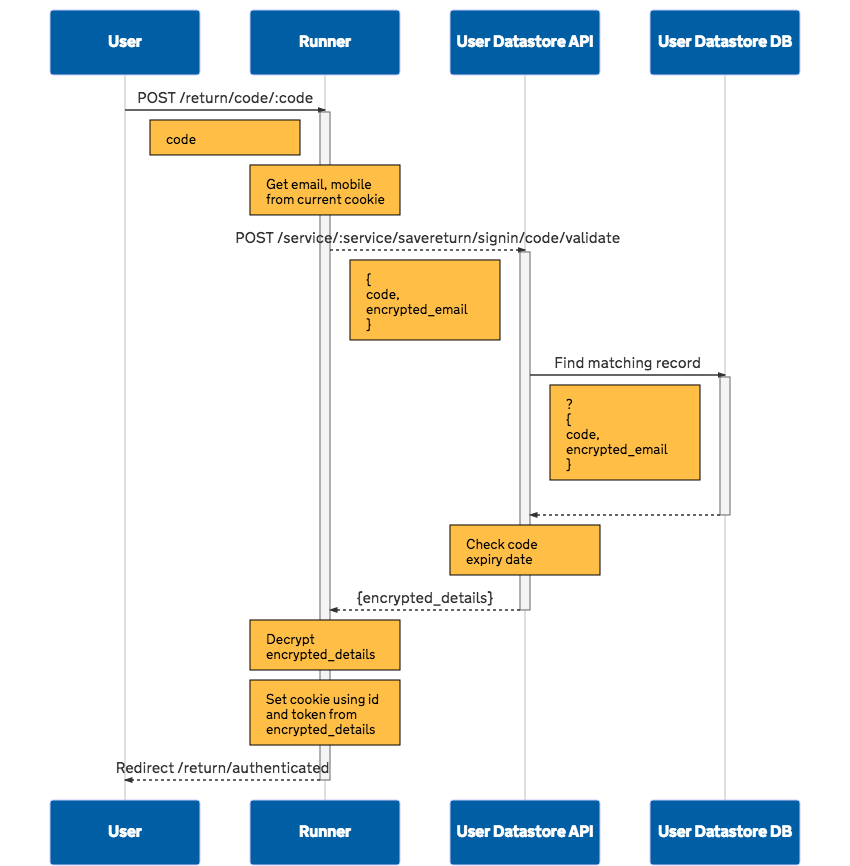 User
Runner
User Datastore API
User Datastore DB
POST /return/code/:code
code
Get email, mobile
from current cookie
POST /service/:service/savereturn/signin/code/validate
{
code,
encrypted_email
}
Find matching record
?
{
code,
encrypted_email
}
Check code
expiry date
{encrypted_details}
Decrypt
encrypted_details
Set cookie using id
and token from
encrypted_details
Redirect /return/authenticated
User
Runner
User Datastore API
User Datastore DB